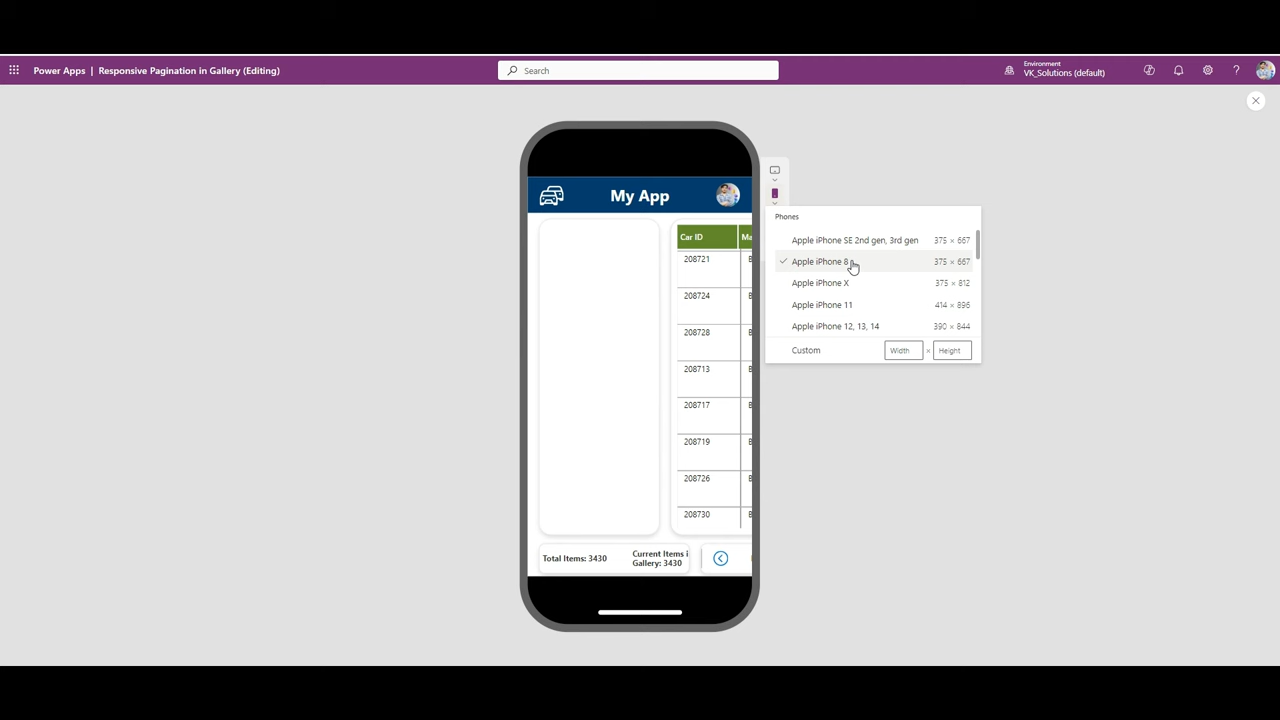 Power Apps | Responsive Pagination in Gallery (Editing)
Search
Environment
VK_Solutions (default)
My App
Car ID Ma
208721 B
208724 B
208728 B
208713 B
208717 B
208719 B
208726 B
208730 B
Total Items: 3430
Current Items i
Gallery: 3430
Phones
Apple iPhone SE 2nd gen, 3rd gen 375 × 667
Apple iPhone 8 375 × 667
Apple iPhone X 375 × 812
Apple iPhone 11 414 × 896
Apple iPhone 12, 13, 14 390 × 844
Custom Width × Height